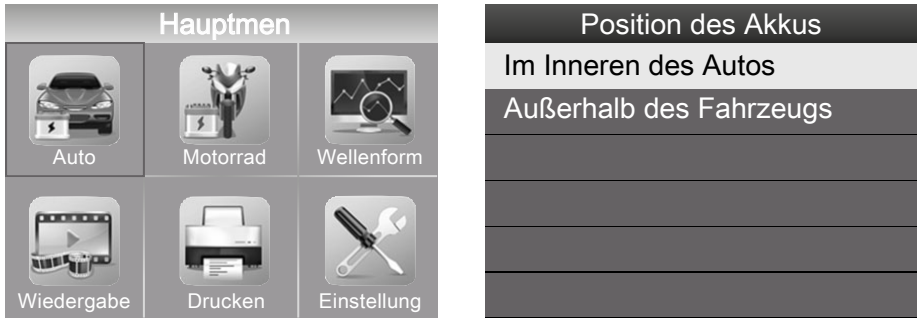 Hauptmen
Auto
Motorrad
Wellenform
Wiedergabe
Drucken
Einstellung
Position des Akkus
Im Inneren des Autos
Außerhalb des Fahrzeugs